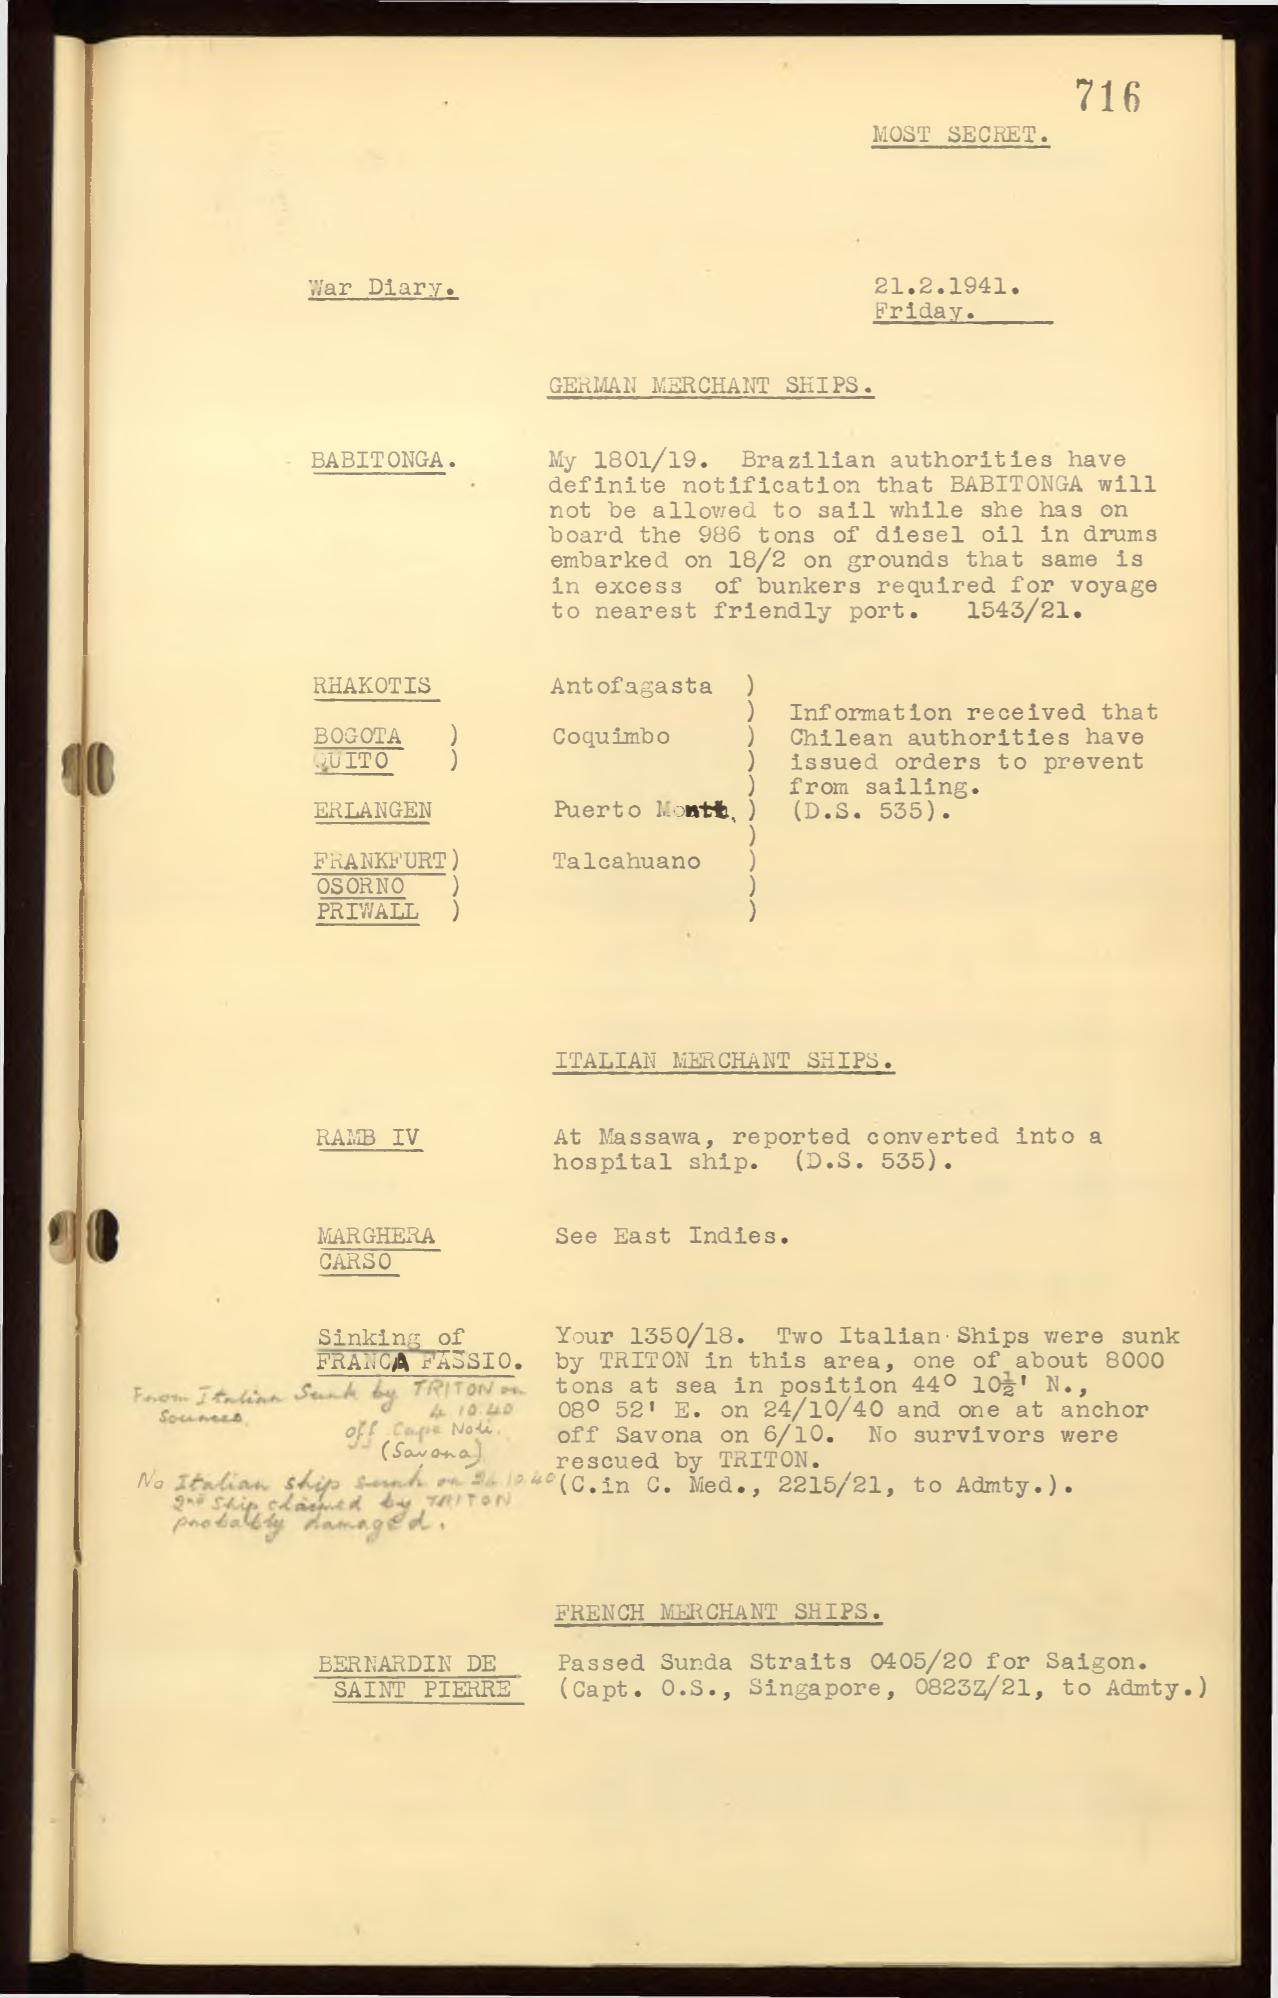 716
MOST SECRET.
War Diary.
21.2.1941.
Friday.
GERMAN MERCHANT SHIPS.
BABITONGA. My 1801/19. Brazilian authorities have
definite notification that BABITONGA will
not be allowed to sail while she has on
board the 986 tons of diesel oil in drums
embarked on 18/2 on grounds that same is
in excess of bunkers required for voyage
to nearest friendly port. 1543/21.
RHAKOTIS Antofagasta )
) Information received that
BOGOTA ) Coquimbo ) Chilean authorities have
QUITO ) ) issued orders to prevent
) from sailing.
ERLANGEN Puerto ) (D.S. 535).
)
FRANKFURT) Talcahuano )
OSORNO ) )
PRIWALL ) )
ITALIAN MERCHANT SHIPS.
RAMB IV At Massawa, reported converted into a
hospital ship. (D.S. 535).
MARGHERA See East Indies.
CARSO
Sinking of
FRANCA FASSIO.
Your 1350/18. Two Italian Ships were sunk
by TRITON in this area, one of about 8000
tons at sea in position 44° 10½' N.,
08° 52' E. on 24/10/40 and one at anchor
off Savona on 6/10. No survivors were
rescued by TRITON.
(C.in C. Med., 2215/21, to Admty.).
From Italian Sources.
Sunk by TRITON on
4.10.40
off Cape Noli.
(Savona)
No Italian ship sunk on 24.10.40
2nd ship claimed by TRITON
probably damaged.
FRENCH MERCHANT SHIPS.
BERNARDIN DE Passed Sunda Straits 0405/20 for Saigon.
SAINT PIERRE (Capt. O.S., Singapore, 0823Z/21, to Admty.)